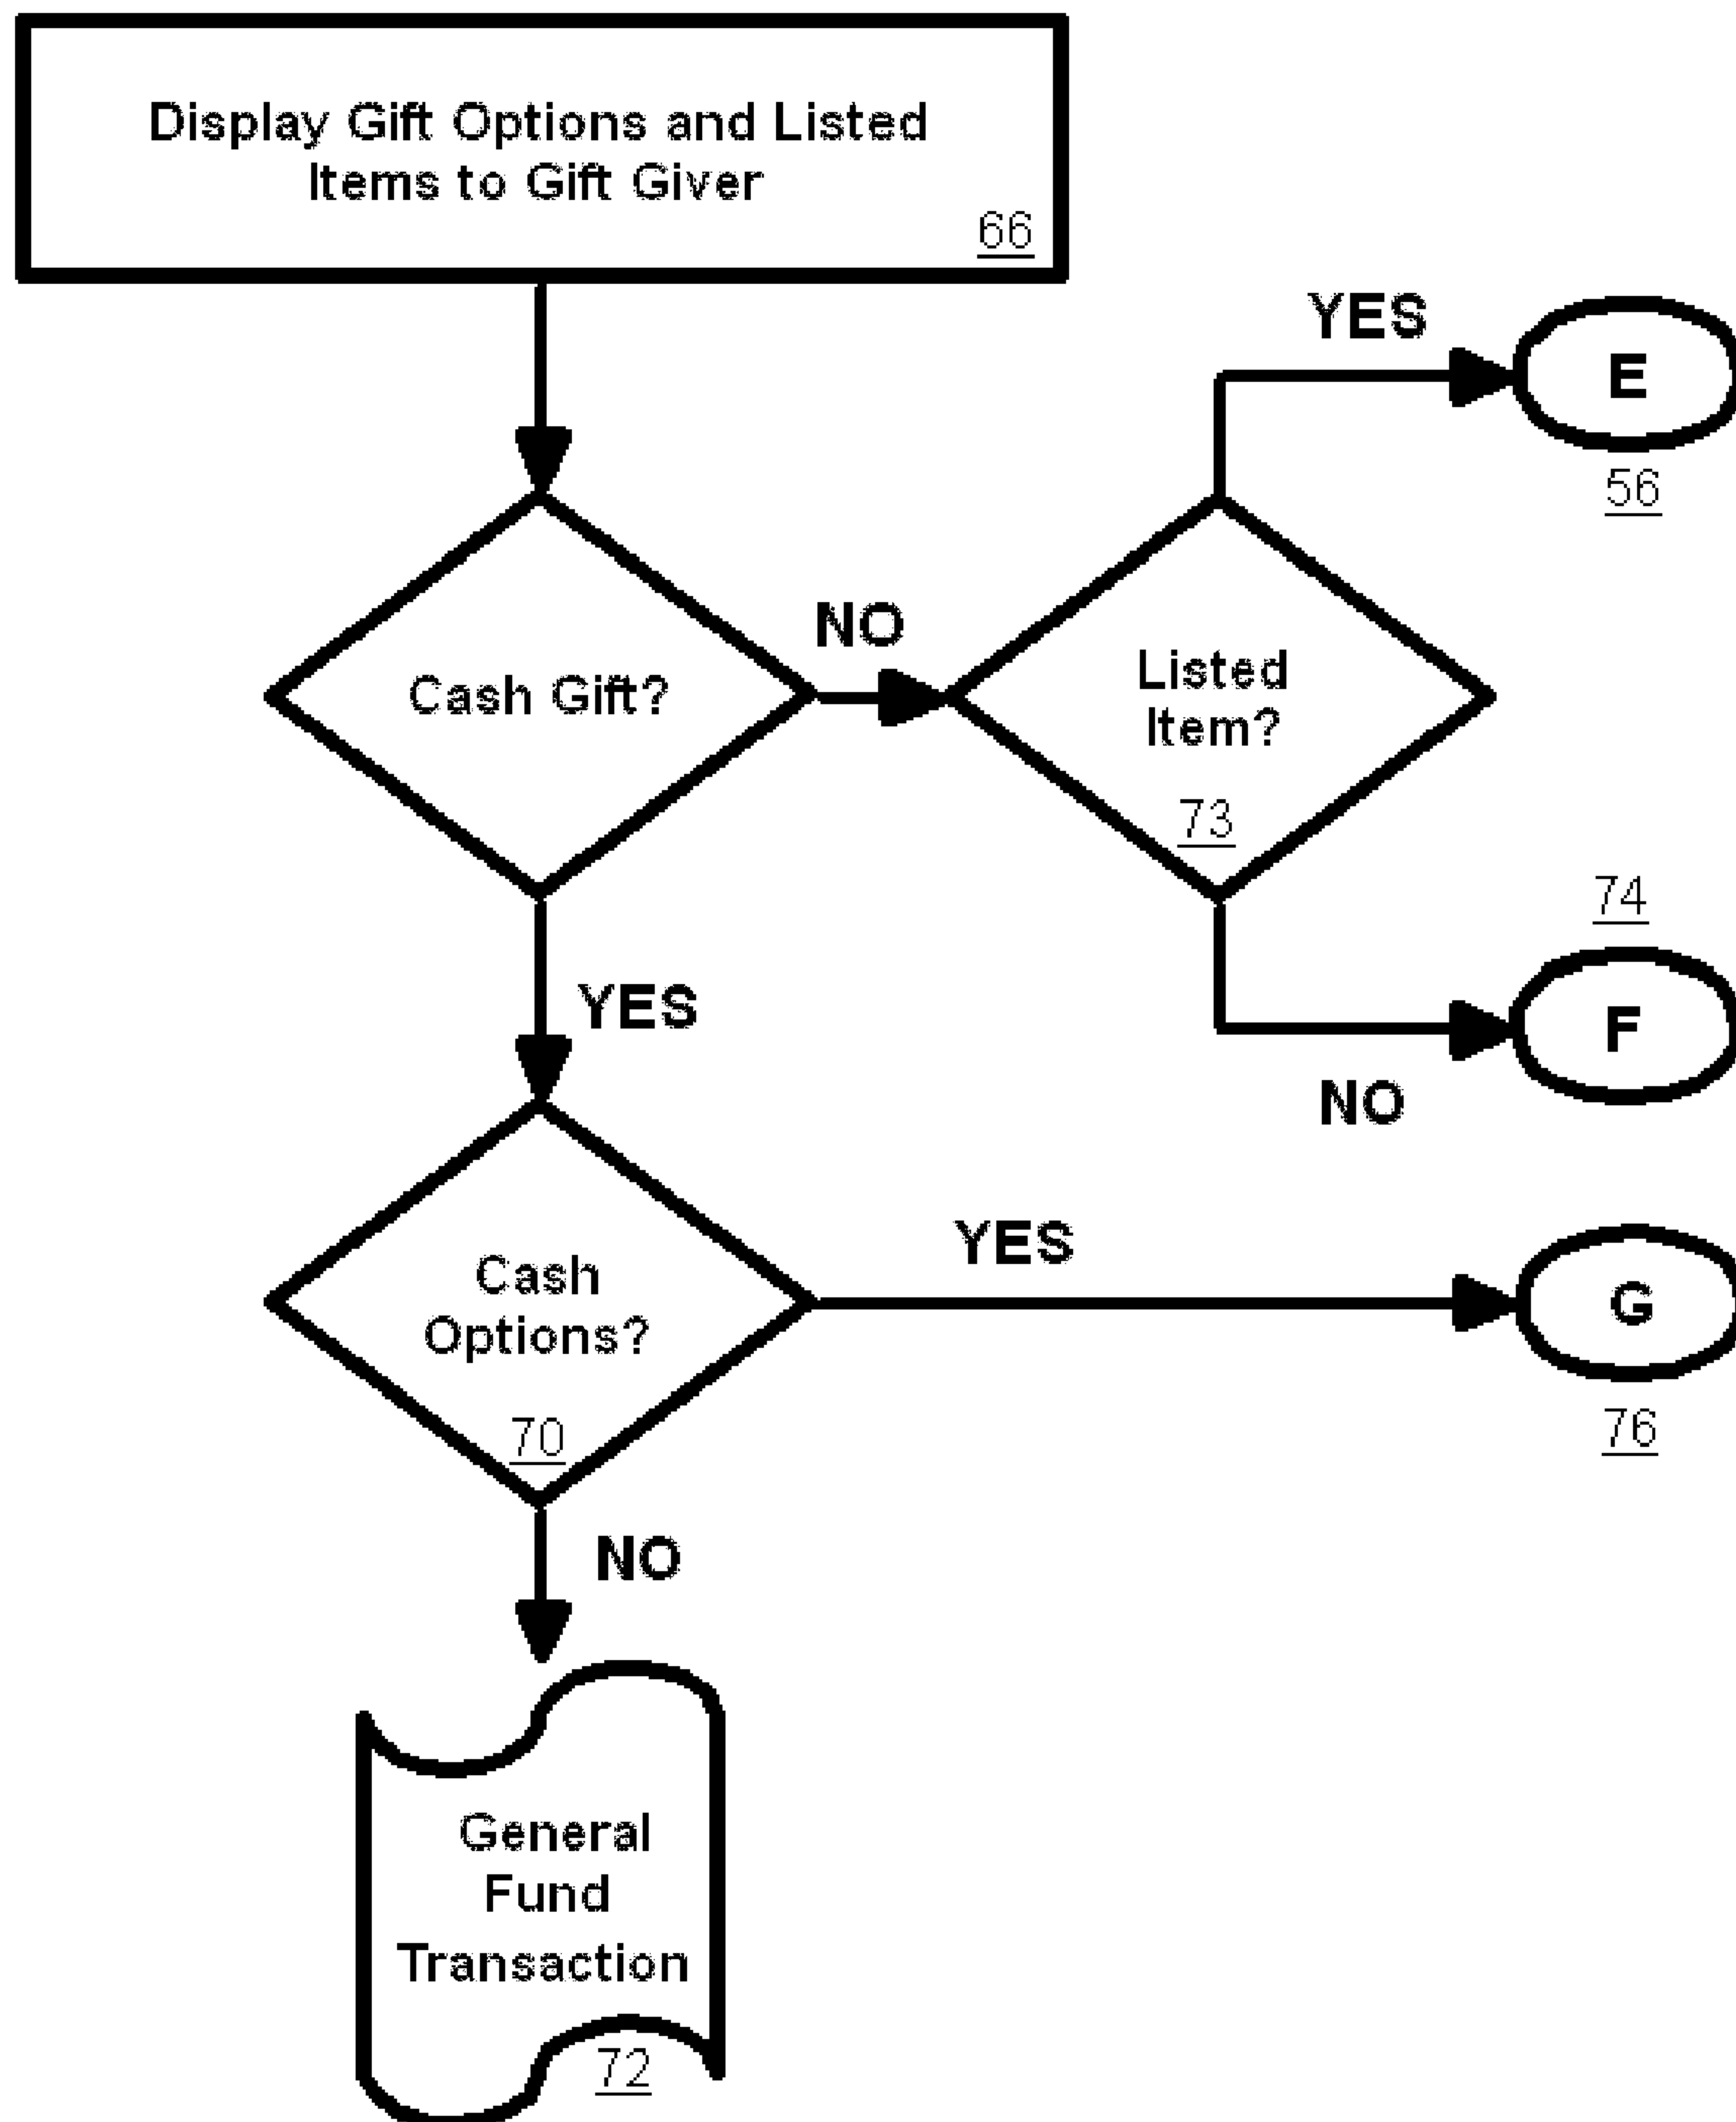 Display Gift Options and Listed
Items to Gift Giver
66
YES
E
56
Cash Gift?
NO
Listed
Item?
73
74
F
NO
YES
Cash
Options?
70
YES
G
76
NO
General
Fund
Transaction
72